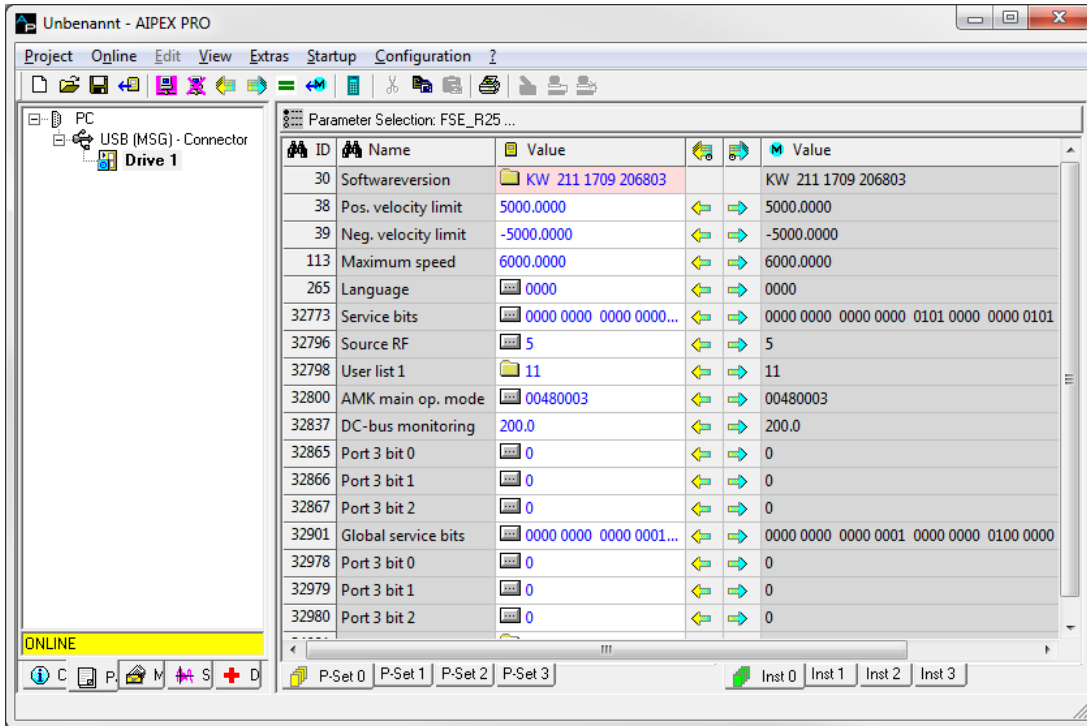 Unbenannt - AIPEX PRO
Project Online Edit View Extras Startup Configuration ?
PC
USB (MSG) - Connector
Drive 1
ONLINE
C P. M S D
Parameter Selection: FSE_R25 ...
ID Name Value M Value
30 Softwareversion KW 211 1709 206803 KW 211 1709 206803
38 Pos. velocity limit 5000.0000 5000.0000
39 Neg. velocity limit -5000.0000 -5000.0000
113 Maximum speed 6000.0000 6000.0000
265 Language 0000 0000
32773 Service bits 0000 0000 0000 0000... 0000 0000 0000 0000 0101 0000 0000 0101
32796 Source RF 5 5
32798 User list 1 11 11
32800 AMK main op. mode 00480003 00480003
32837 DC-bus monitoring 200.0 200.0
32865 Port 3 bit 0 0 0
32866 Port 3 bit 1 0 0
32867 Port 3 bit 2 0 0
32901 Global service bits 0000 0000 0000 0001... 0000 0000 0000 0001 0000 0000 0100 0000
32978 Port 3 bit 0 0 0
32979 Port 3 bit 1 0 0
32980 Port 3 bit 2 0 0
P-Set 0 P-Set 1 P-Set 2 P-Set 3 Inst 0 Inst 1 Inst 2 Inst 3